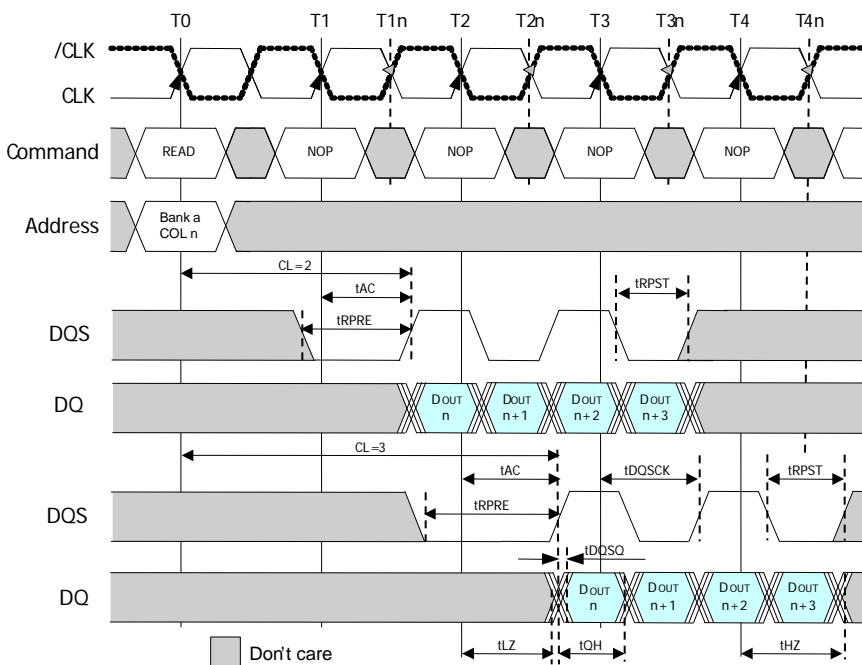 T0 T1 T1n T2 T2n T3 T3n T4 T4n
/CLK
CLK
Command READ NOP NOP NOP NOP
Address Bank a
COL n
CL=2
tAC
tRPST
tRPRE
DQS
DQ DOUT n DOUT n+1 DOUT n+2 DOUT n+3
CL=3
tAC tDQSCK tRPST
tRPRE
DQS
tDQSQ
DQ DOUT n DOUT n+1 DOUT n+2 DOUT n+3
tLZ tQH tHZ
Don't care